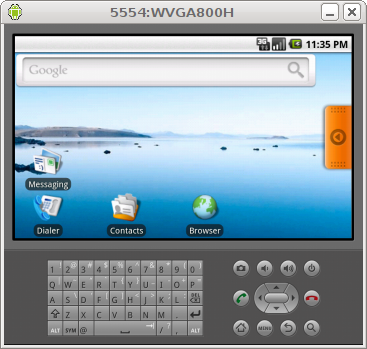 5554:WVGA800H
3G 11:35 PM
Google
Messaging
Dialer Contacts Browser
1 2 3 4 5 6 7 8 9 0
Q W E R T Y U I O P
A S D F G H J K L . DEL
Z X C V B N M .
ALT SYM @ / , ALT
MENU